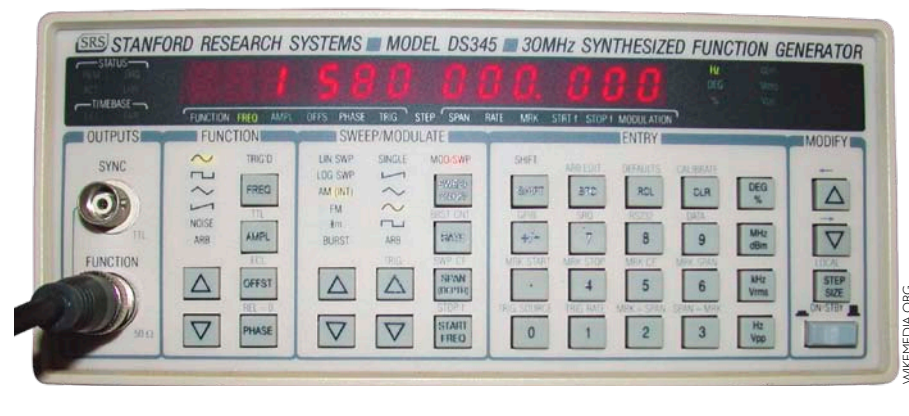 SRS STANFORD RESEARCH SYSTEMS MODEL DS345 30MHz SYNTHESIZED FUNCTION GENERATOR
STATUS
1 580 000.000
Hz
DEG
%
TIMEBASE
FUNCTION FREQ AMPL OFFS PHASE TRIG STEP SPAN RATE MRK STRT f STOP f MODULATION
OUTPUTS FUNCTION SWEEP/MODULATE ENTRY MODIFY
SYNC
TTL
FUNCTION
50 Ω
TRIG'D
FREQ
TTL
AMPL
NOISE
ARB
ECL
OFFST
REL=0
PHASE
LIN SWP SINGLE MOD/SWP
LOG SWP
AM (INT)
FM
BURST ARB
BRST CNT
RATE
TRIG SWP CF
SPAN
(DEPTH)
STOP f
START
FREQ
SHIFT ARB EDIT DEFAULTS CALIBRATE
SHIFT STO RCL CLR DEG
%
GPIB SRQ RS232 DATA
+/- 7 8 9 MHz
dBm
MRK START MRK STOP MRK CF MRK SPAN
. 4 5 6 kHz
Vrms
TRIG SOURCE TRIG RATE MRK=SPAN SPAN=MRK
0 1 2 3 Hz
Vpp
LOCAL
STEP
SIZE
ON-STBY
WIKEMEDIA.ORG